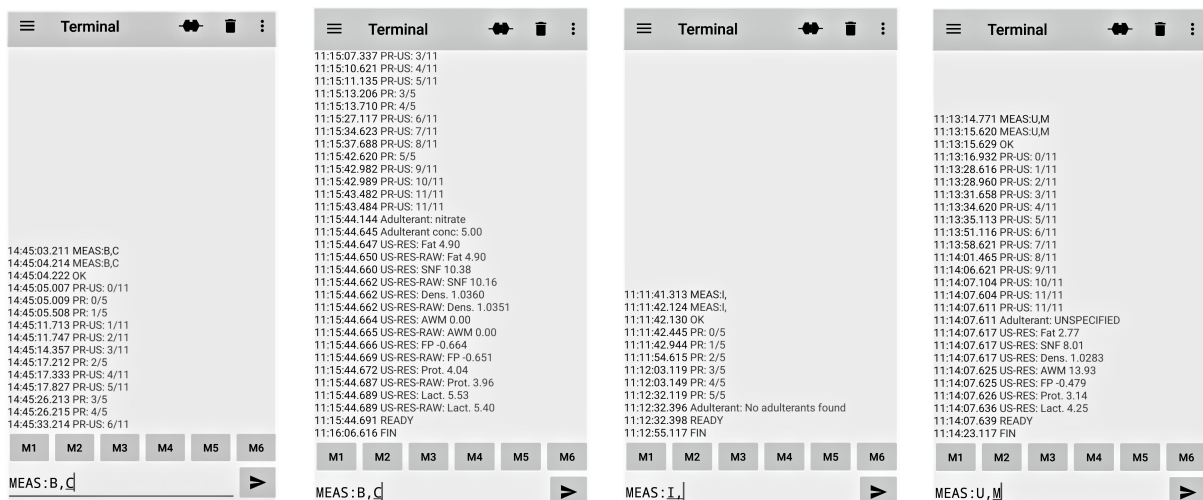 Terminal
14:45:03.211 MEAS:B,C
14:45:04.214 MEAS:B,C
14:45:04.222 OK
14:45:05.007 PR-US: 0/11
14:45:05.009 PR: 0/5
14:45:05.508 PR: 1/5
14:45:11.713 PR-US: 1/11
14:45:11.747 PR-US: 2/11
14:45:14.357 PR-US: 3/11
14:45:17.212 PR: 2/5
14:45:17.333 PR-US: 4/11
14:45:17.827 PR-US: 5/11
14:45:26.213 PR: 3/5
14:45:26.215 PR: 4/5
14:45:33.214 PR-US: 6/11
M1 M2 M3 M4 M5 M6
MEAS:B,C
Terminal
11:15:07.337 PR-US: 3/11
11:15:10.621 PR-US: 4/11
11:15:11.135 PR-US: 5/11
11:15:13.206 PR: 3/5
11:15:13.710 PR: 4/5
11:15:27.117 PR-US: 6/11
11:15:34.623 PR-US: 7/11
11:15:37.688 PR-US: 8/11
11:15:42.620 PR: 5/5
11:15:42.982 PR-US: 9/11
11:15:42.989 PR-US: 10/11
11:15:43.482 PR-US: 11/11
11:15:43.484 PR-US: 11/11
11:15:44.144 Adulterant: nitrate
11:15:44.645 Adulterant conc: 5.00
11:15:44.647 US-RES: Fat 4.90
11:15:44.650 US-RES-RAW: Fat 4.90
11:15:44.660 US-RES: SNF 10.38
11:15:44.662 US-RES-RAW: SNF 10.16
11:15:44.662 US-RES: Dens. 1.0360
11:15:44.662 US-RES-RAW: Dens. 1.0351
11:15:44.664 US-RES: AWM 0.00
11:15:44.665 US-RES-RAW: AWM 0.00
11:15:44.666 US-RES: FP -0.664
11:15:44.669 US-RES-RAW: FP -0.651
11:15:44.672 US-RES: Prot. 4.04
11:15:44.687 US-RES-RAW: Prot. 3.96
11:15:44.689 US-RES: Lact. 5.53
11:15:44.689 US-RES-RAW: Lact. 5.40
11:15:44.691 READY
11:16:06.616 FIN
M1 M2 M3 M4 M5 M6
MEAS:B,C
Terminal
11:11:41.313 MEAS:I,
11:11:42.124 MEAS:I,
11:11:42.130 OK
11:11:42.445 PR: 0/5
11:11:42.944 PR: 1/5
11:11:54.615 PR: 2/5
11:12:03.119 PR: 3/5
11:12:03.149 PR: 4/5
11:12:32.119 PR: 5/5
11:12:32.396 Adulterant: No adulterants found
11:12:32.398 READY
11:12:55.117 FIN
M1 M2 M3 M4 M5 M6
MEAS:I,
Terminal
11:13:14.771 MEAS:U,M
11:13:15.620 MEAS:U,M
11:13:15.629 OK
11:13:16.932 PR-US: 0/11
11:13:28.616 PR-US: 1/11
11:13:28.960 PR-US: 2/11
11:13:31.658 PR-US: 3/11
11:13:34.620 PR-US: 4/11
11:13:35.113 PR-US: 5/11
11:13:51.116 PR-US: 6/11
11:13:58.621 PR-US: 7/11
11:14:01.465 PR-US: 8/11
11:14:06.621 PR-US: 9/11
11:14:07.104 PR-US: 10/11
11:14:07.604 PR-US: 11/11
11:14:07.611 PR-US: 11/11
11:14:07.611 Adulterant: UNSPECIFIED
11:14:07.617 US-RES: Fat 2.77
11:14:07.617 US-RES: SNF 8.01
11:14:07.617 US-RES: Dens. 1.0283
11:14:07.625 US-RES: AWM 13.93
11:14:07.625 US-RES: FP -0.479
11:14:07.626 US-RES: Prot. 3.14
11:14:07.636 US-RES: Lact. 4.25
11:14:07.639 READY
11:14:23.117 FIN
M1 M2 M3 M4 M5 M6
MEAS:U,M